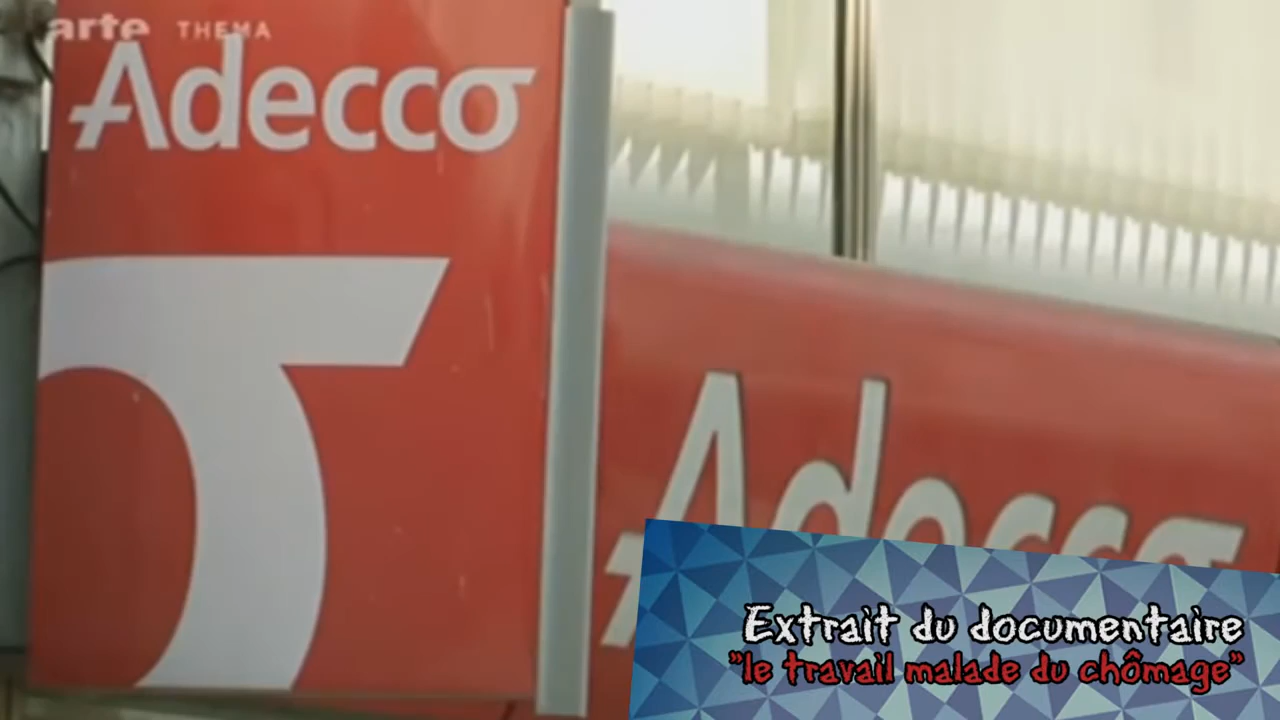 arte THEMA
Adecco
Adecco
Extrait du documentaire
"le travail malade du chômage"